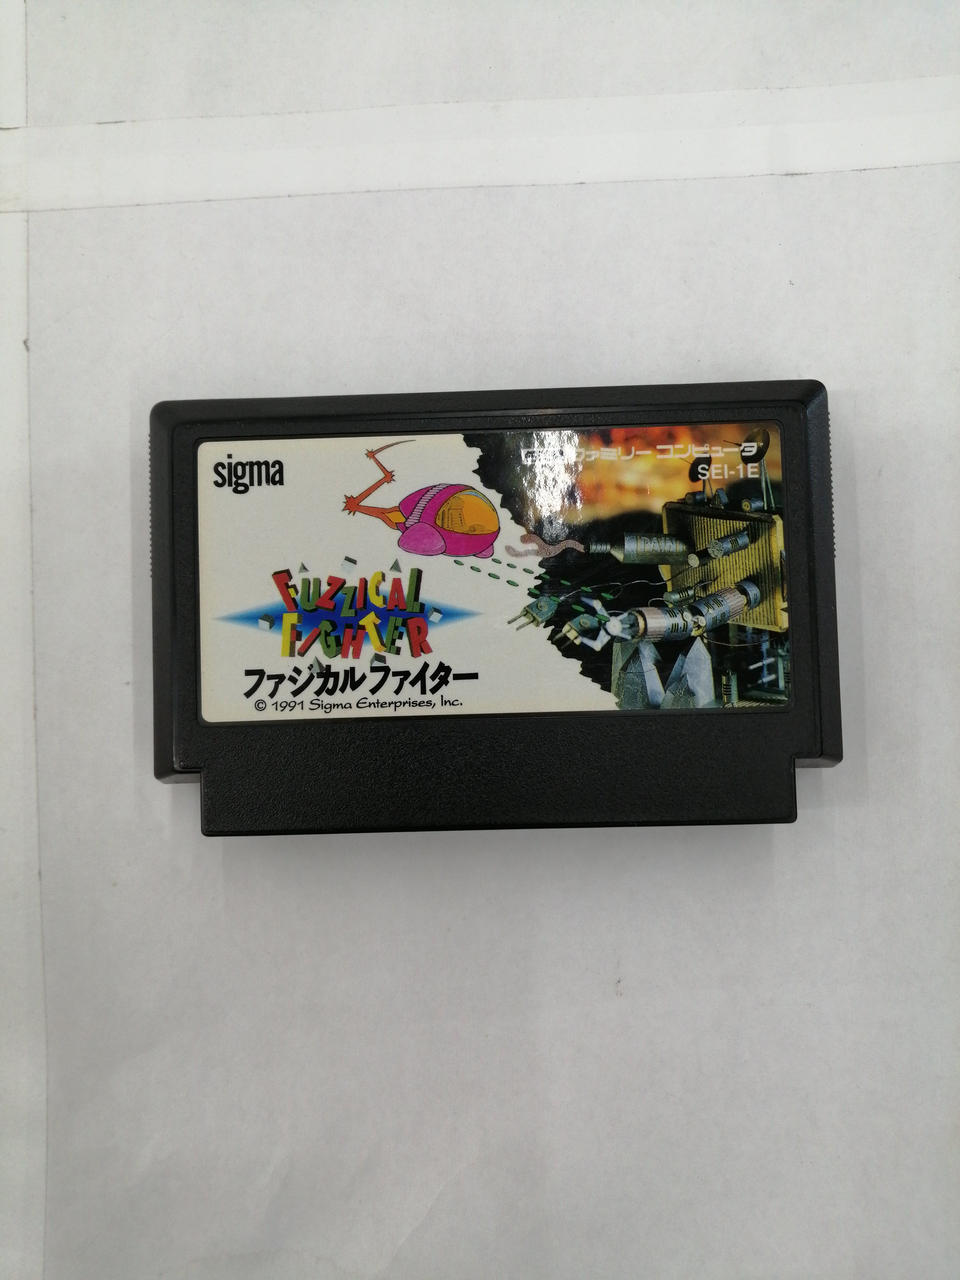 sigma
ファミリー コンピュータ
SEI-1E
FUZZICAL
FIGHTER
ファジカル ファイター
© 1991 Sigma Enterprises, Inc.